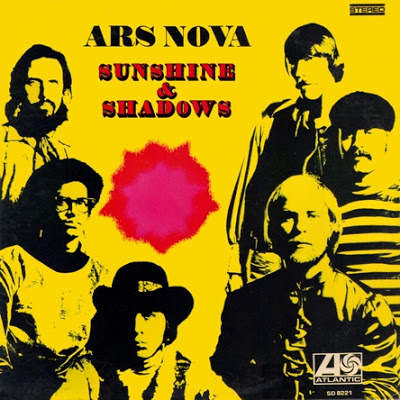 STEREO
ARS NOVA
SUNSHINE
&
SHADOWS
ATLANTIC
SD 8221